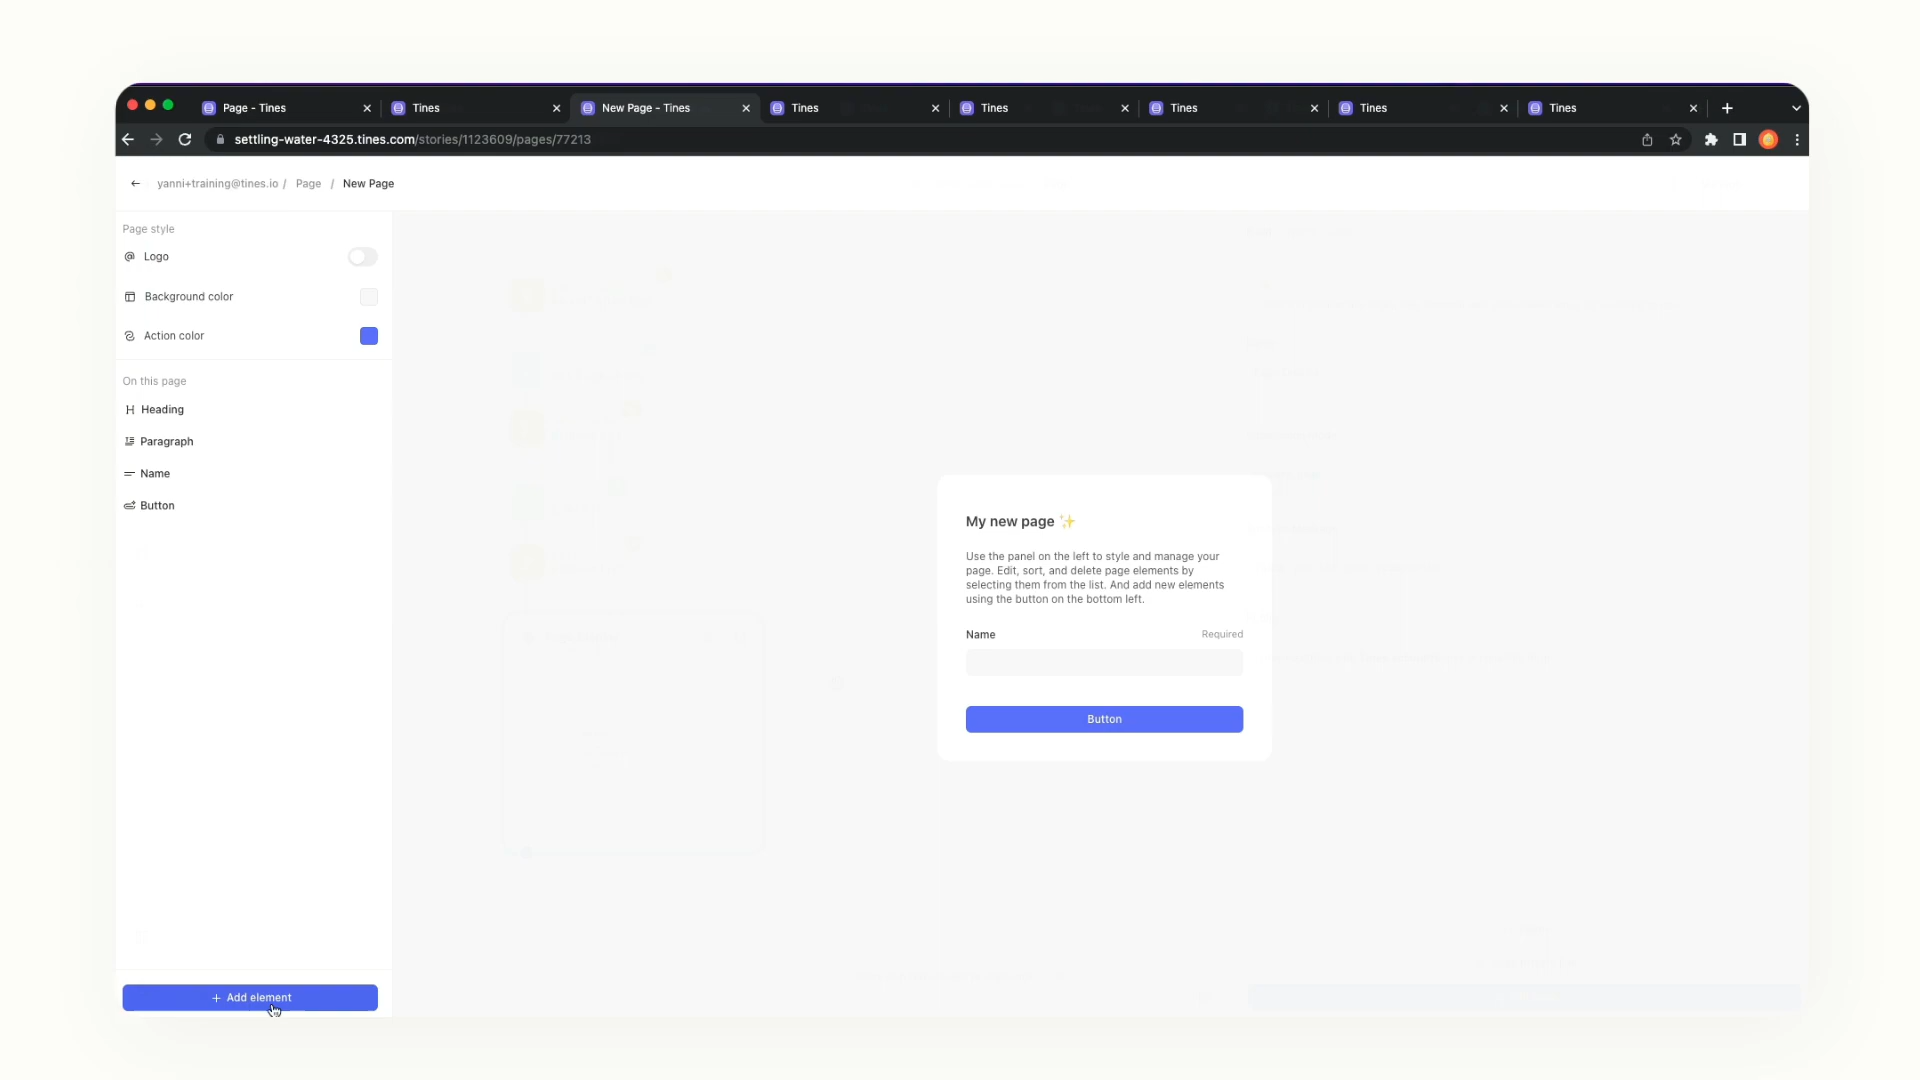 Page - Tines
Tines
New Page - Tines
Tines
Tines
Tines
Tines
Tines
settling-water-4325.tines.com/stories/1123609/pages/77213
yanni+training@tines.io / Page / New Page
Page style
Logo
Background color
Action color
On this page
Heading
Paragraph
Name
Button
+ Add element
My new page ✨
Use the panel on the left to style and manage your
page. Edit, sort, and delete page elements by
selecting them from the list. And add new elements
using the button on the bottom left.
Name Required
Button